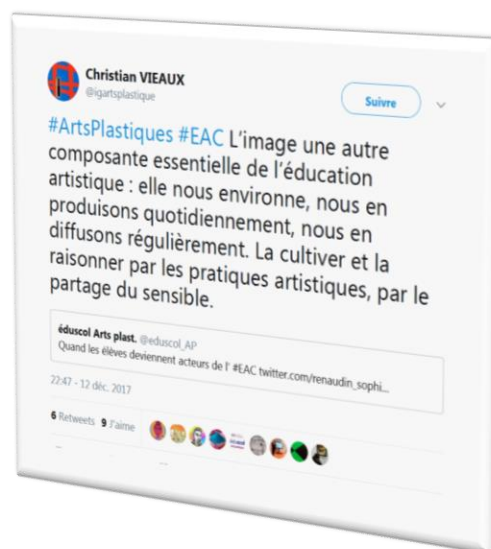 Christian VIEAUX
@igartsplastique
Suivre
#ArtsPlastiques #EAC L'image une autre
composante essentielle de l'éducation
artistique : elle nous environne, nous en
produisons quotidiennement, nous en
diffusons régulièrement. La cultiver et la
raisonner par les pratiques artistiques, par le
partage du sensible.
éduscol Arts plast. @eduscol_AP
Quand les élèves deviennent acteurs de l' #EAC twitter.com/renaudin_sophi...
22:47 - 12 déc. 2017
6 Retweets 9 J'aime